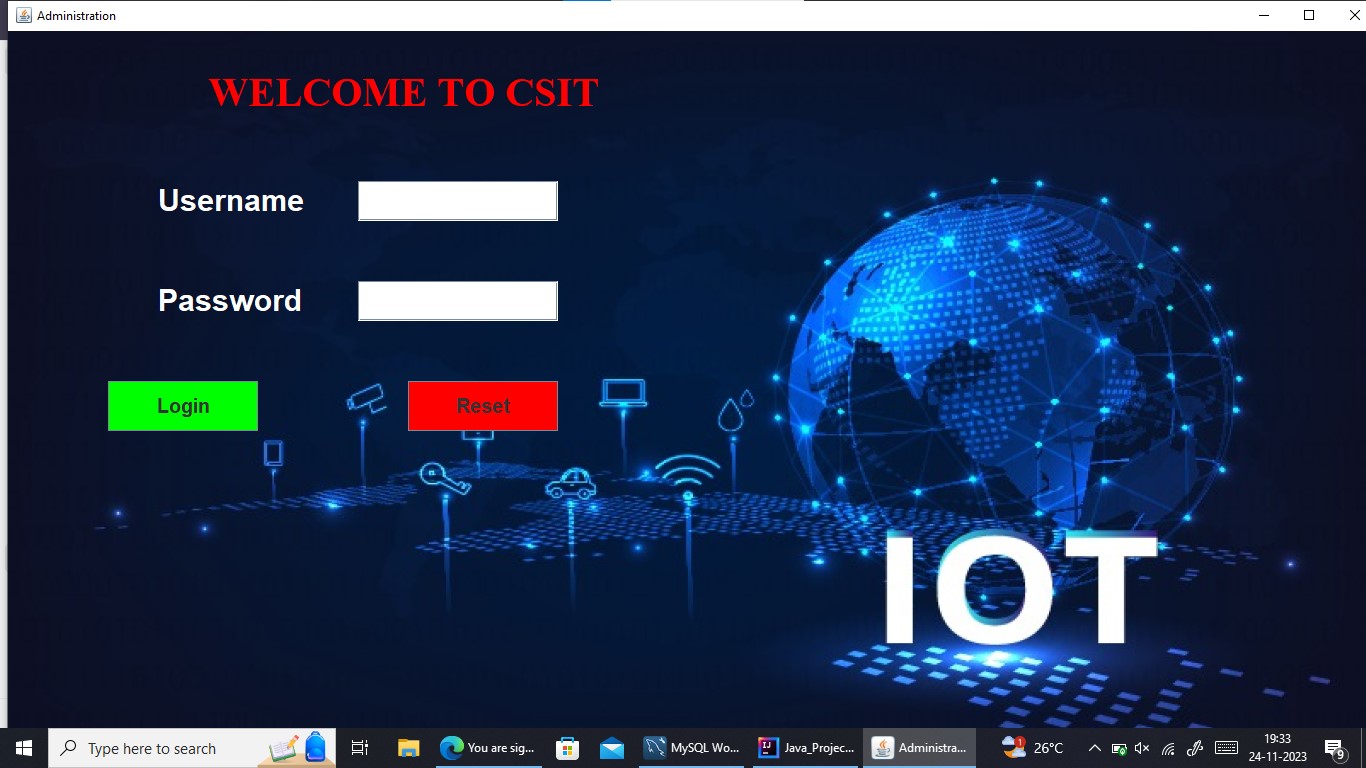 Administration
WELCOME TO CSIT
Username
Password
Login
Reset
IOT
Type here to search
You are sig...
MySQL Wo...
Java_Projec...
Administra...
1
26°C
19:33
24-11-2023
9